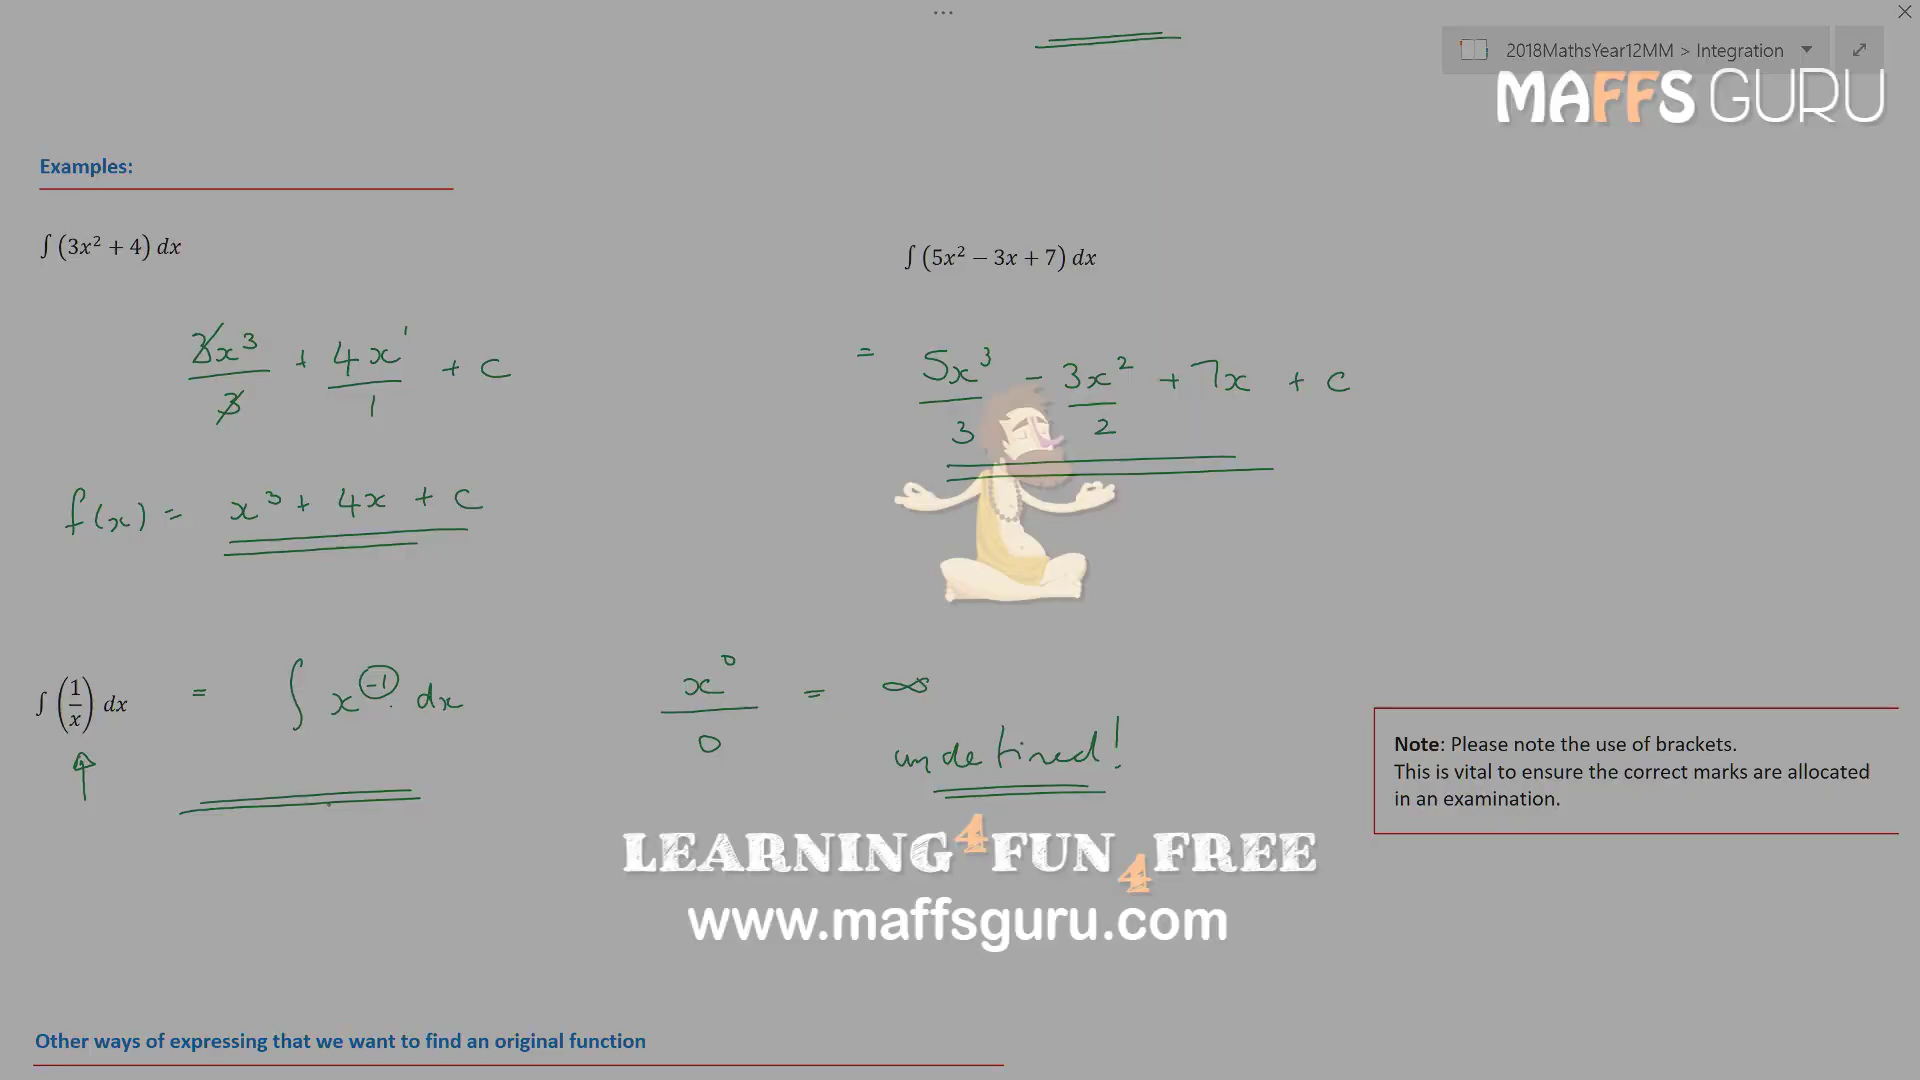 ...
2018MathsYear12MM > Integration
MAFFS GURU
Examples:
∫ (3x² + 4) dx
∫ (5x² − 3x + 7) dx
3x³/3 + 4x¹/1 + c
= 5x³/3 − 3x²/2 + 7x + c
f(x) = x³ + 4x + c
∫ (1/x) dx = ∫ x⁻¹ dx
x⁰/0 = ∞
undefined!
Note: Please note the use of brackets.
This is vital to ensure the correct marks are allocated
in an examination.
LEARNING 4 FUN 4 FREE
www.maffsguru.com
Other ways of expressing that we want to find an original function